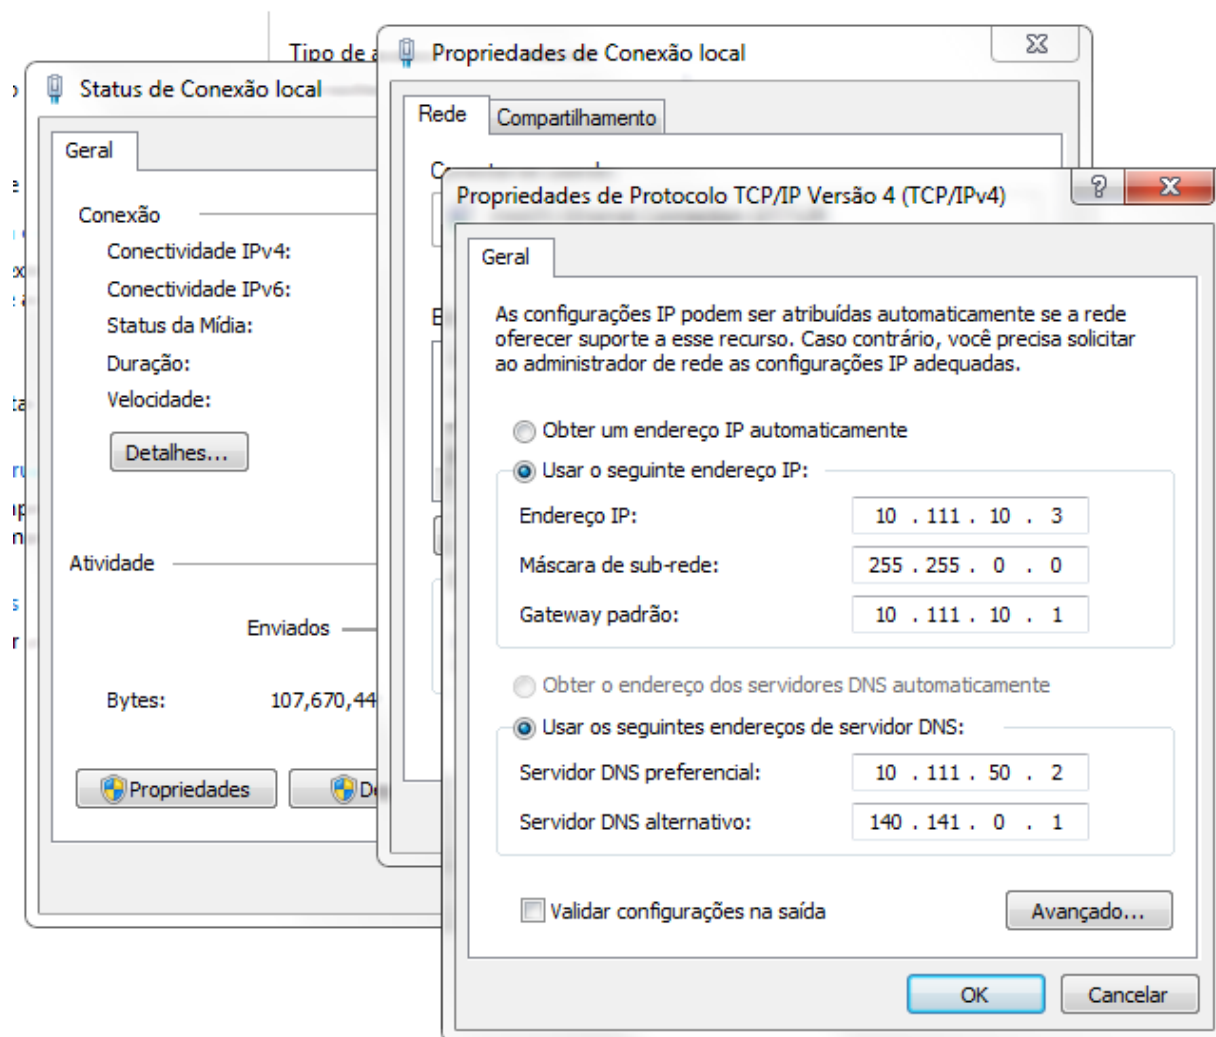 Tipo de a
Propriedades de Conexão local
Status de Conexão local
Rede
Compartilhamento
Geral
Propriedades de Protocolo TCP/IP Versão 4 (TCP/IPv4)
Conexão
Conectividade IPv4:
Conectividade IPv6:
Status da Mídia:
Duração:
Velocidade:
Detalhes...
Atividade
Enviados
Bytes: 107,670,44
Propriedades
De
Geral
As configurações IP podem ser atribuídas automaticamente se a rede
oferecer suporte a esse recurso. Caso contrário, você precisa solicitar
ao administrador de rede as configurações IP adequadas.
Obter um endereço IP automaticamente
Usar o seguinte endereço IP:
Endereço IP: 10 . 111 . 10 . 3
Máscara de sub-rede: 255 . 255 . 0 . 0
Gateway padrão: 10 . 111 . 10 . 1
Obter o endereço dos servidores DNS automaticamente
Usar os seguintes endereços de servidor DNS:
Servidor DNS preferencial: 10 . 111 . 50 . 2
Servidor DNS alternativo: 140 . 141 . 0 . 1
Validar configurações na saída
Avançado...
OK
Cancelar